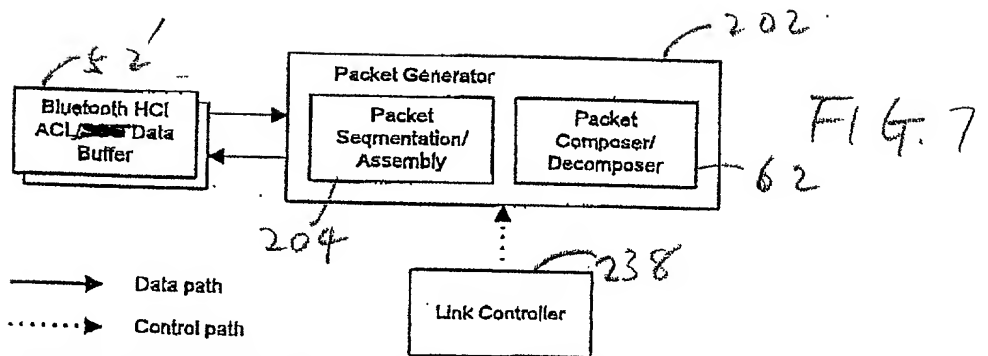 202
52'
Packet Generator
Bluetooth HCI
ACL/ Data
Buffer
Packet
Seqmentation/
Assembly
Packet
Composer/
Decomposer
FIG. 7
62
204
238
Data path
Link Controller
Control path